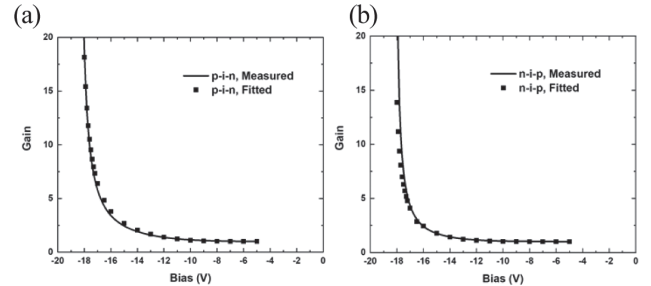 (a)
20
15
10
5
0
Gain
p-i-n, Measured
p-i-n, Fitted
-20 -18 -16 -14 -12 -10 -8 -6 -4 -2 0
Bias (V)
(b)
20
15
10
5
0
Gain
n-i-p, Measured
n-i-p, Fitted
-20 -18 -16 -14 -12 -10 -8 -6 -4 -2 0
Bias (V)